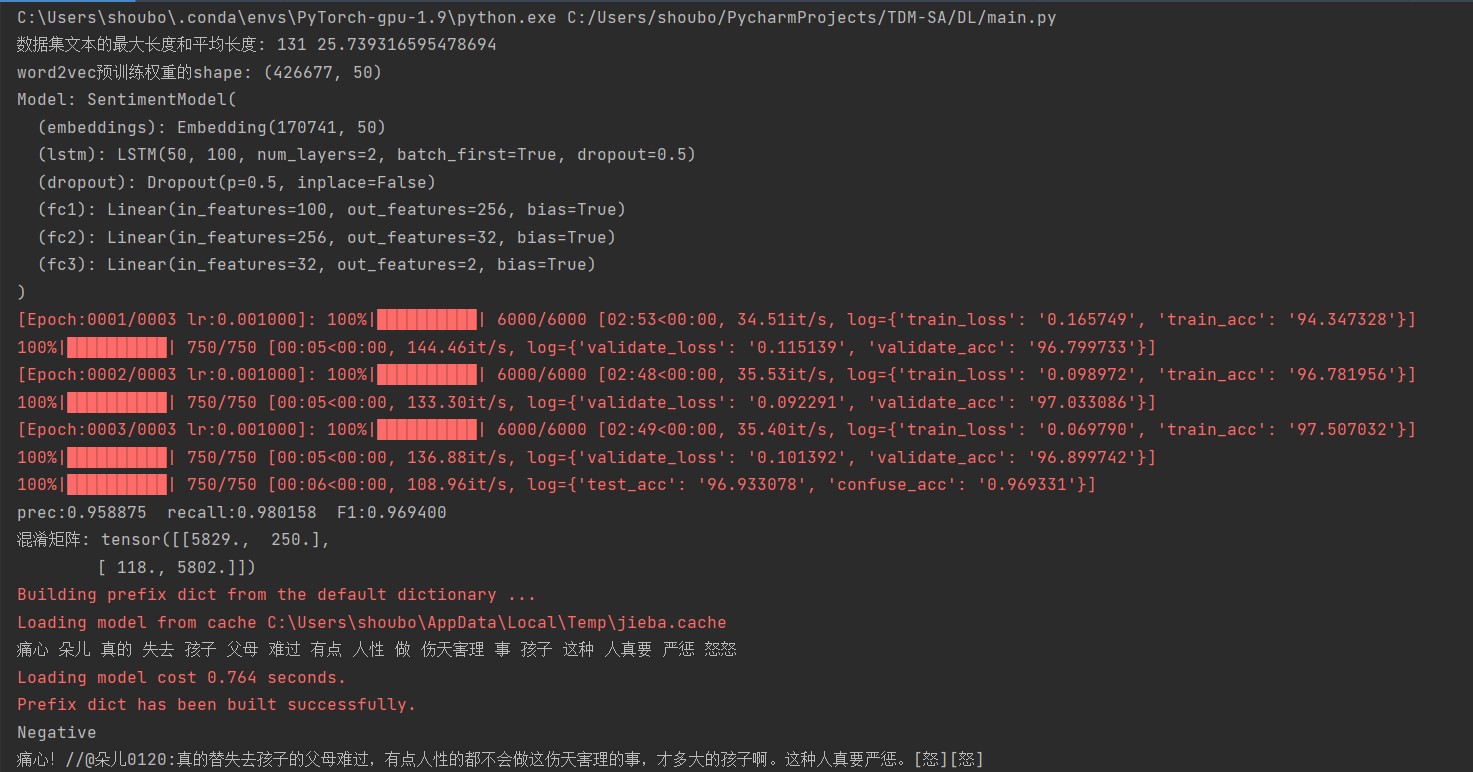 C:\Users\shoubo\.conda\envs\PyTorch-gpu-1.9\python.exe C:/Users/shoubo/PycharmProjects/TDM-SA/DL/main.py
数据集文本的最大长度和平均长度: 131 25.739316595478694
word2vec预训练权重的shape: (426677, 50)
Model: SentimentModel(
  (embeddings): Embedding(170741, 50)
  (lstm): LSTM(50, 100, num_layers=2, batch_first=True, dropout=0.5)
  (dropout): Dropout(p=0.5, inplace=False)
  (fc1): Linear(in_features=100, out_features=256, bias=True)
  (fc2): Linear(in_features=256, out_features=32, bias=True)
  (fc3): Linear(in_features=32, out_features=2, bias=True)
)
[Epoch:0001/0003 lr:0.001000]: 100%|██████████| 6000/6000 [02:53<00:00, 34.51it/s, log={'train_loss': '0.165749', 'train_acc': '94.347328'}]
100%|██████████| 750/750 [00:05<00:00, 144.46it/s, log={'validate_loss': '0.115139', 'validate_acc': '96.799733'}]
[Epoch:0002/0003 lr:0.001000]: 100%|██████████| 6000/6000 [02:48<00:00, 35.53it/s, log={'train_loss': '0.098972', 'train_acc': '96.781956'}]
100%|██████████| 750/750 [00:05<00:00, 133.30it/s, log={'validate_loss': '0.092291', 'validate_acc': '97.033086'}]
[Epoch:0003/0003 lr:0.001000]: 100%|██████████| 6000/6000 [02:49<00:00, 35.40it/s, log={'train_loss': '0.069790', 'train_acc': '97.507032'}]
100%|██████████| 750/750 [00:05<00:00, 136.88it/s, log={'validate_loss': '0.101392', 'validate_acc': '96.899742'}]
100%|██████████| 750/750 [00:06<00:00, 108.96it/s, log={'test_acc': '96.933078', 'confuse_acc': '0.969331'}]
prec:0.958875  recall:0.980158  F1:0.969400
混淆矩阵: tensor([[5829.,  250.],
        [ 118., 5802.]])
Building prefix dict from the default dictionary ...
Loading model from cache C:\Users\shoubo\AppData\Local\Temp\jieba.cache
痛心 朵儿 真的 失去 孩子 父母 难过 有点 人性 做 伤天害理 事 孩子 这种 人真要 严惩 怒怒
Loading model cost 0.764 seconds.
Prefix dict has been built successfully.
Negative
痛心！//@朵儿0120:真的替失去孩子的父母难过，有点人性的都不会做这伤天害理的事，才多大的孩子啊。这种人真要严惩。[怒][怒]